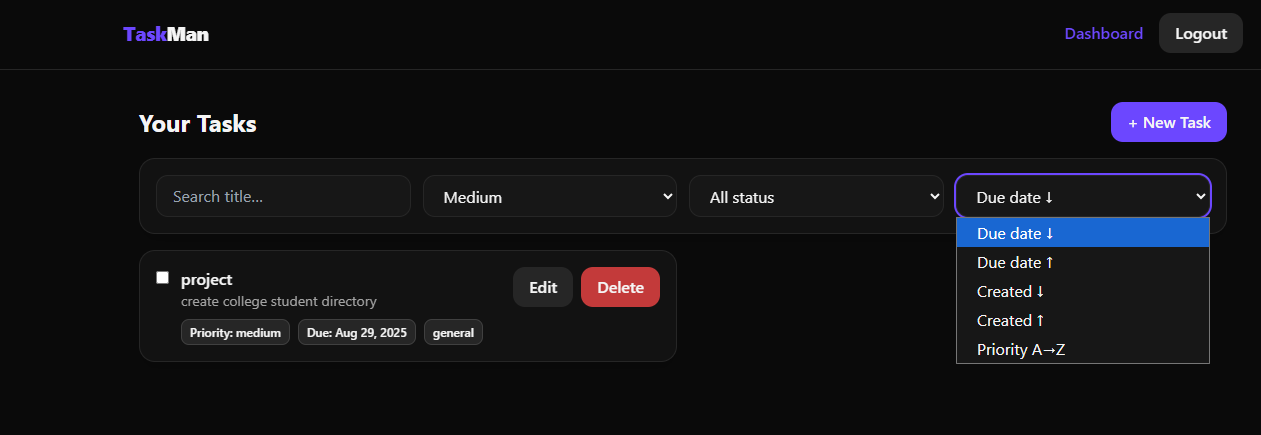 TaskMan
Dashboard
Logout
Your Tasks
+ New Task
Search title...
Medium
All status
Due date ↓
Due date ↓
Due date ↑
Created ↓
Created ↑
Priority A→Z
project
create college student directory
Edit
Delete
Priority: medium
Due: Aug 29, 2025
general